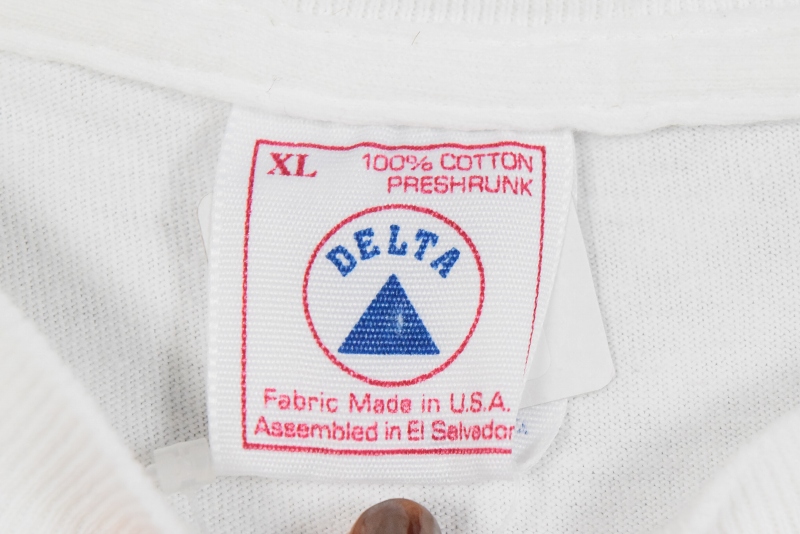 XL
100% COTTON
PRESHRUNK
DELTA
Fabric Made in U.S.A.
Assembled in El Salvador